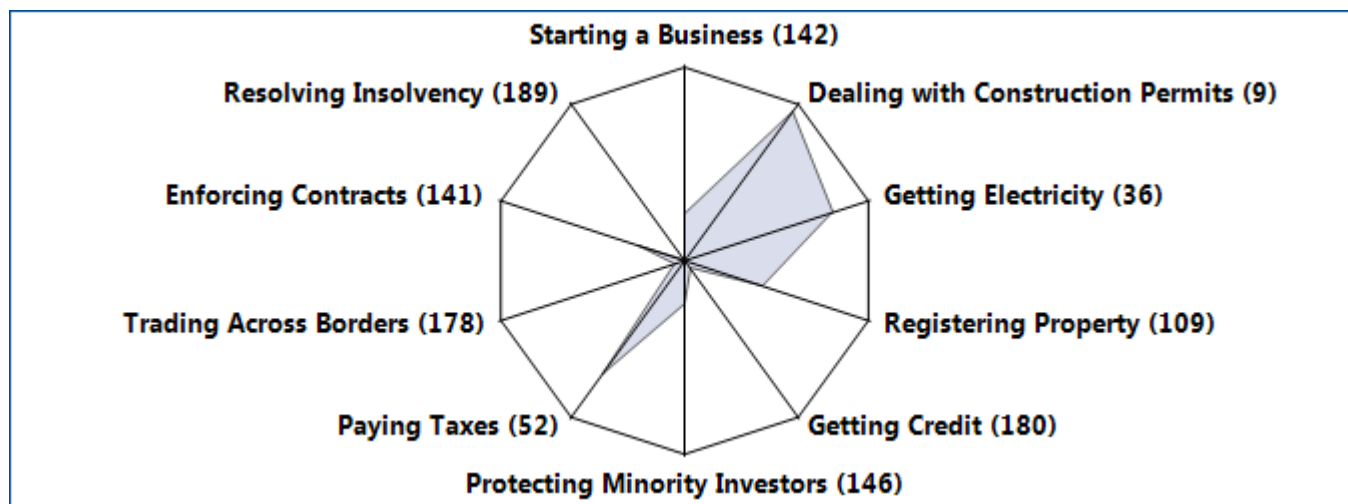 Starting a Business (142)
Resolving Insolvency (189)
Dealing with Construction Permits (9)
Enforcing Contracts (141)
Getting Electricity (36)
Trading Across Borders (178)
Registering Property (109)
Paying Taxes (52)
Getting Credit (180)
Protecting Minority Investors (146)